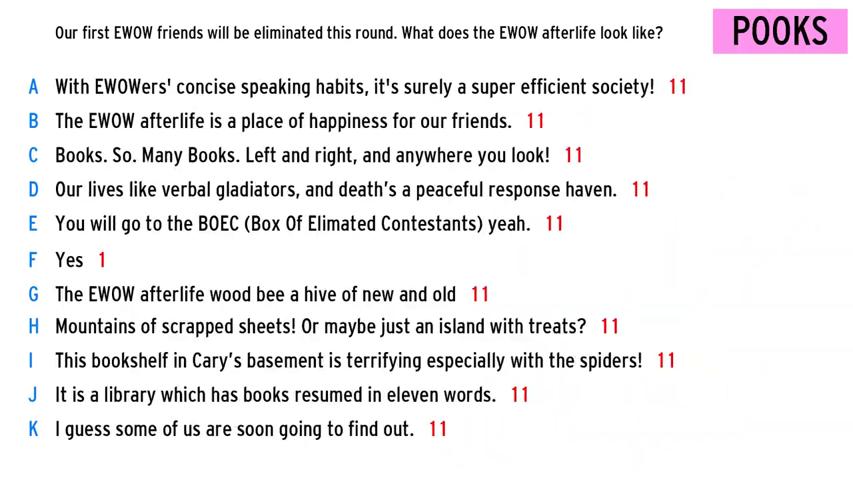 Our first EWOW friends will be eliminated this round. What does the EWOW afterlife look like?
POOKS
A With EWOWers' concise speaking habits, it's surely a super efficient society! 11
B The EWOW afterlife is a place of happiness for our friends. 11
C Books. So. Many Books. Left and right, and anywhere you look! 11
D Our lives like verbal gladiators, and death's a peaceful response haven. 11
E You will go to the BOEC (Box Of Elimated Contestants) yeah. 11
F Yes 1
G The EWOW afterlife wood bee a hive of new and old 11
H Mountains of scrapped sheets! Or maybe just an island with treats? 11
I This bookshelf in Cary's basement is terrifying especially with the spiders! 11
J It is a library which has books resumed in eleven words. 11
K I guess some of us are soon going to find out. 11